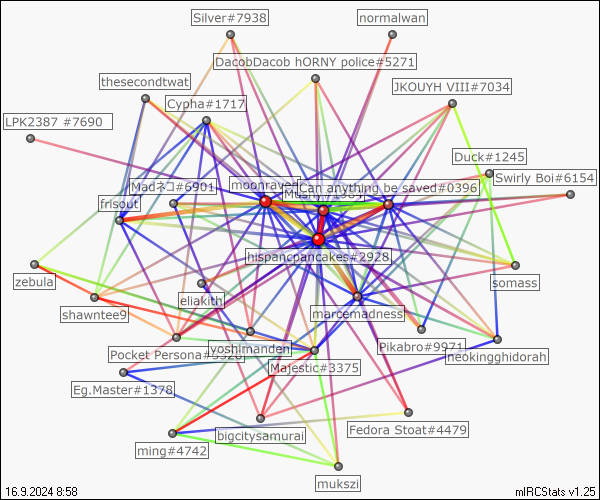 Silver#7938
normalwan
DacobDacob hORNY police#5271
thesecondtwat
JKOUYH VIII#7034
Cypha#1717
LPK2387 #7690
Duck#1245
Swirly Boi#6154
Madネコ#6901
moonraven
Can anything be saved#0396
frisout
hispancpancakes#2928
zebula
somass
eliakith
shawntee9
marcemadness
Pikabro#9971
yoshimanden
neokingghidorah
Pocket Persona
Majestic#3375
Eg.Master#1378
Fedora Stoat#4479
bigcitysamurai
ming#4742
mukszi
16.9.2024 8:58
mIRCStats v1.25